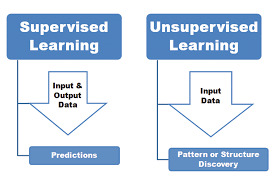 Supervised
Learning
Input &
Output
Data
Predictions
Unsupervised
Learning
Input
Data
Pattern or Structure
Discovery